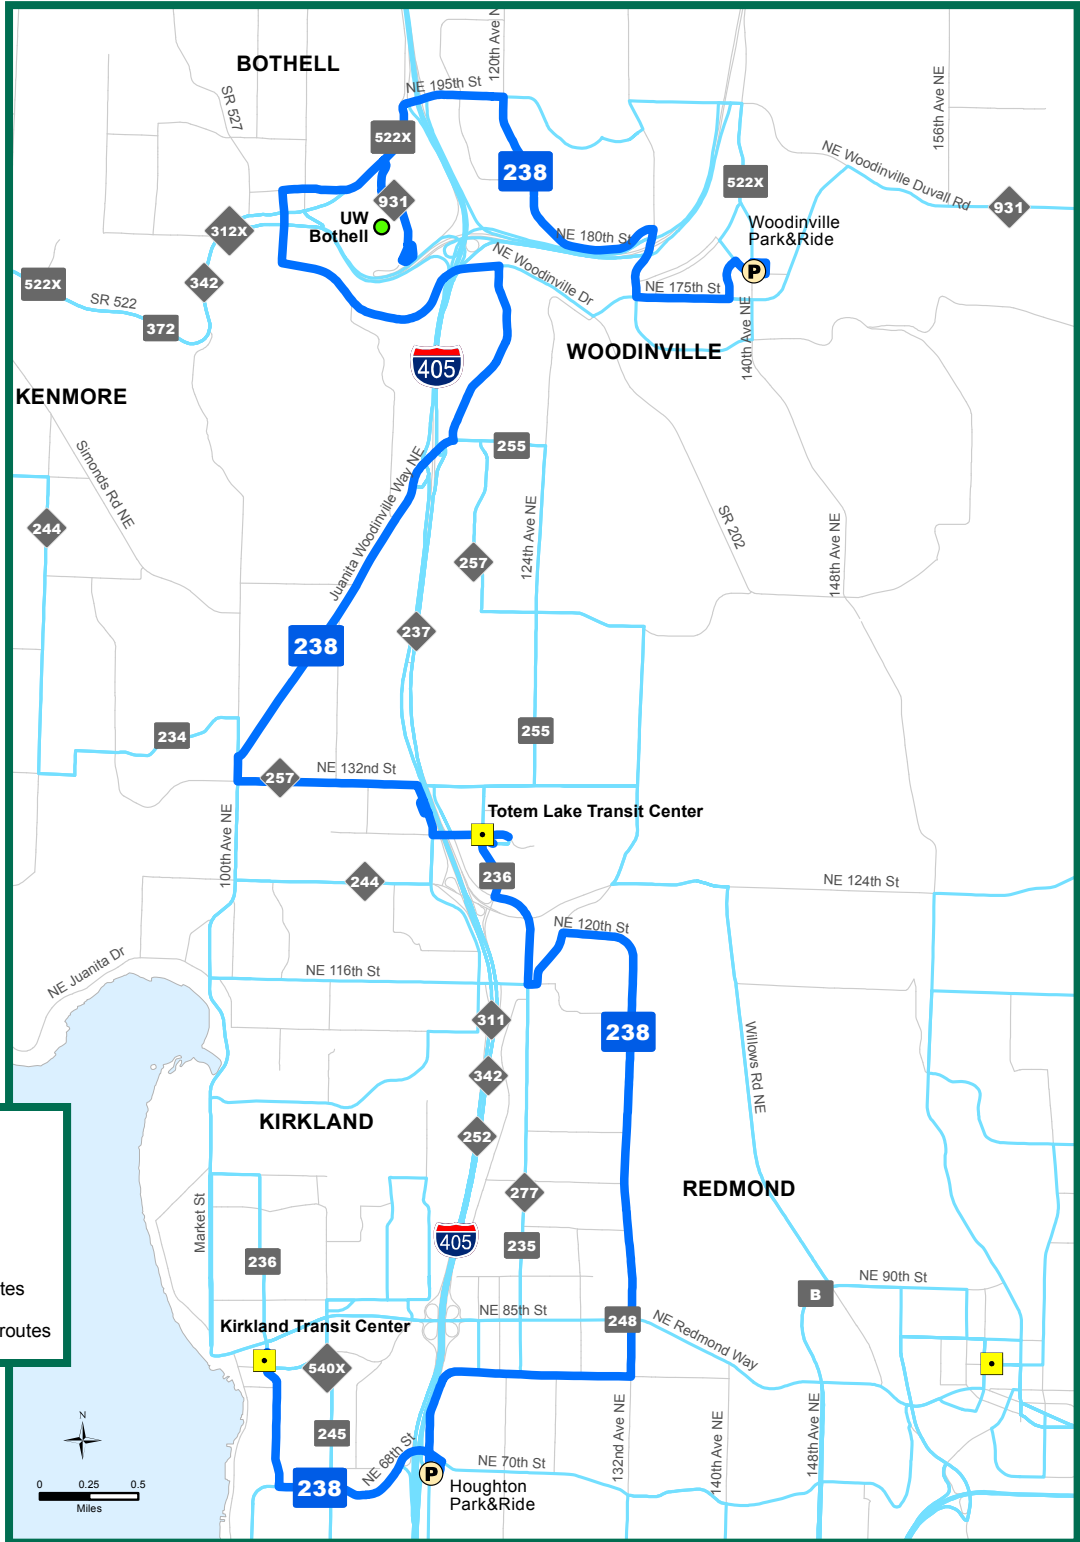 BOTHELL
120th Ave NE
NE 195th St
SR 527
156th Ave NE
522X
238
NE Woodinville Duvall Rd
522X
931
931
UW
Bothell
312X
Woodinville
Park&Ride
NE 180th St
NE Woodinville Dr
P
522X
342
NE 175th St
SR 522
372
140th Ave NE
WOODINVILLE
405
KENMORE
Simonds Rd NE
255
Juanita Woodinville Way NE
244
124th Ave NE
SR 202
148th Ave NE
257
237
238
234
255
257
NE 132nd St
100th Ave NE
Totem Lake Transit Center
244
236
NE 124th St
NE 120th St
NE Juanita Dr
NE 116th St
311
238
342
Willows Rd NE
KIRKLAND
252
277
REDMOND
Market St
405
235
236
tes
NE 90th St
B
routes
NE 85th St
248
Kirkland Transit Center
NE Redmond Way
540X
N
245
132nd Ave NE
140th Ave NE
148th Ave NE
NE 68th St
NE 70th St
P
0 0.25 0.5
Miles
238
Houghton
Park&Ride